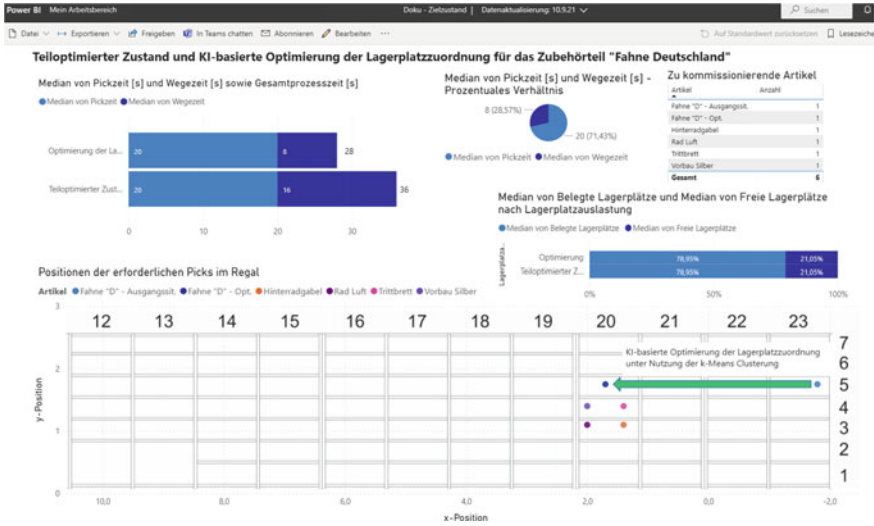 Power BI Mein Arbeitsbereich Doku - Zielzustand | Datenaktualisierung: 10.9.21 Suchen
Datei Exportieren Freigeben In Teams chatten Abonnieren Bearbeiten ··· Auf Standardwert zurücksetzen Lesezeiche
Teiloptimierter Zustand und KI-basierte Optimierung der Lagerplatzzuordnung für das Zubehörteil "Fahne Deutschland"
Median von Pickzeit [s] und Wegezeit [s] sowie Gesamtprozesszeit [s]
Median von Pickzeit Median von Wegezeit
Optimierung der La... 20 8 28
Teiloptimierter Zust... 20 16 36
0 10 20 30
Median von Pickzeit [s] und Wegezeit [s] -
Prozentuales Verhältnis
8 (28,57%)
20 (71,43%)
Median von Pickzeit Median von Wegezeit
Zu kommissionierende Artikel
Artikel Anzahl
Fahne "D" - Ausgangssit. 1
Fahne "D" - Opt. 1
Hinterradgabel 1
Rad Luft 1
Trittbrett 1
Vorbau Silber 1
Gesamt 6
Median von Belegte Lagerplätze und Median von Freie Lagerplätze
nach Lagerplatzauslastung
Median von Belegte Lagerplätze Median von Freie Lagerplätze
Lagerplatza...
Optimierung 78,95% 21,05%
Teiloptimierter Z... 78,95% 21,05%
0% 50% 100%
Positionen der erforderlichen Picks im Regal
Artikel Fahne "D" - Ausgangssit. Fahne "D" - Opt. Hinterradgabel Rad Luft Trittbrett Vorbau Silber
3
12 13 14 15 16 17 18 19 20 21 22 23
7
KI-basierte Optimierung der Lagerplatzzuordnung
unter Nutzung der k-Means Clusterung
6
2
5
y-Position
4
1
3
2
1
0
10,0 8,0 6,0 4,0 2,0 0,0 -2,0
x-Position